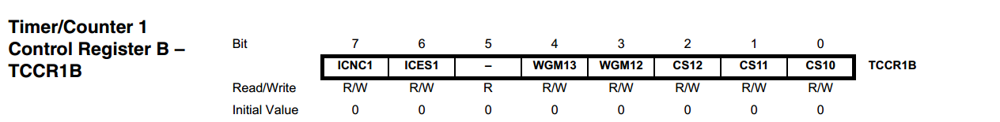 Timer/Counter 1
Control Register B –
TCCR1B
Bit 7 6 5 4 3 2 1 0
ICNC1 ICES1 – WGM13 WGM12 CS12 CS11 CS10 TCCR1B
Read/Write R/W R/W R R/W R/W R/W R/W R/W
Initial Value 0 0 0 0 0 0 0 0